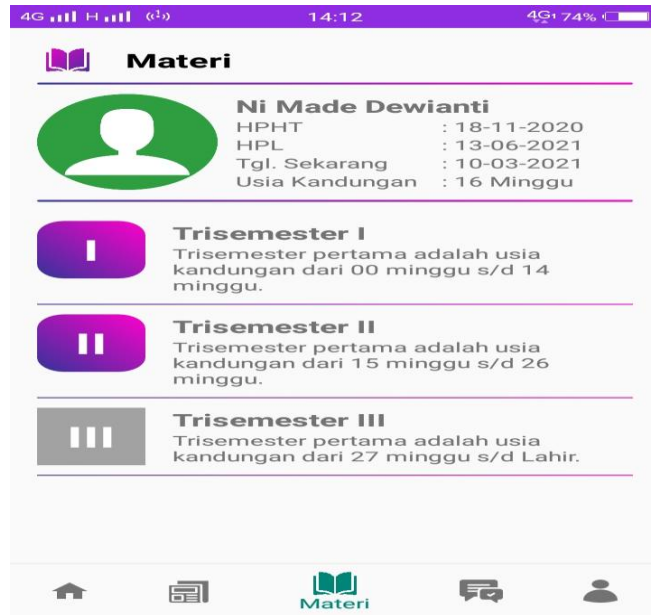 4G H 14:12 4G 74%
Materi
Ni Made Dewianti
HPHT : 18-11-2020
HPL : 13-06-2021
Tgl. Sekarang : 10-03-2021
Usia Kandungan : 16 Minggu
I
Trisemester I
Trisemester pertama adalah usia
kandungan dari 00 minggu s/d 14
minggu.
II
Trisemester II
Trisemester pertama adalah usia
kandungan dari 15 minggu s/d 26
minggu.
III
Trisemester III
Trisemester pertama adalah usia
kandungan dari 27 minggu s/d Lahir.
Materi